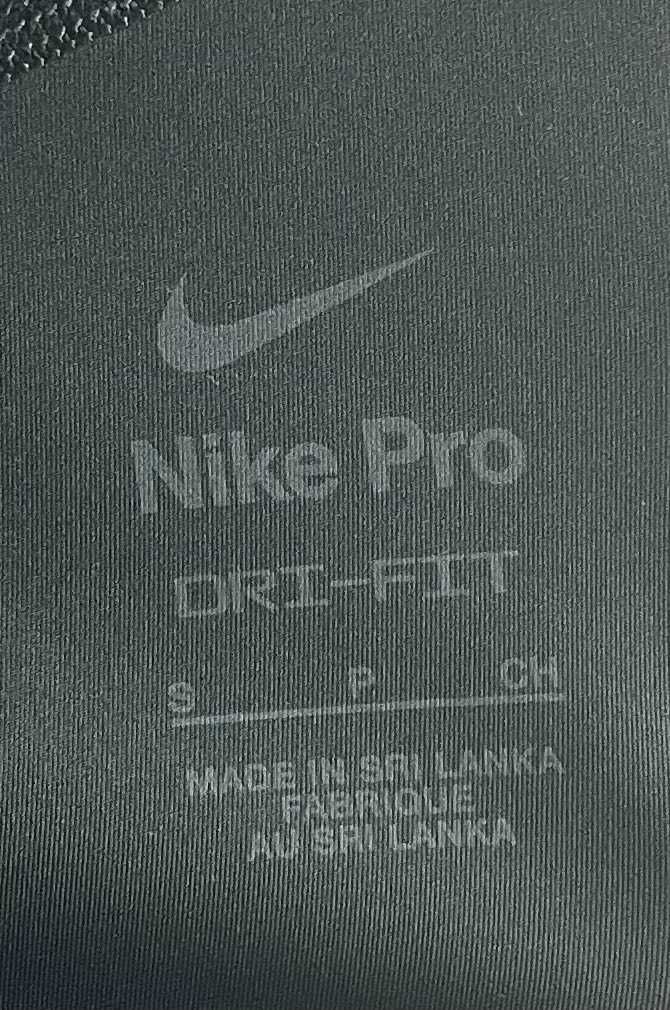 Nike Pro
DRI-FIT
S P CH
MADE IN SRI LANKA
FABRIQUE
AU SRI LANKA